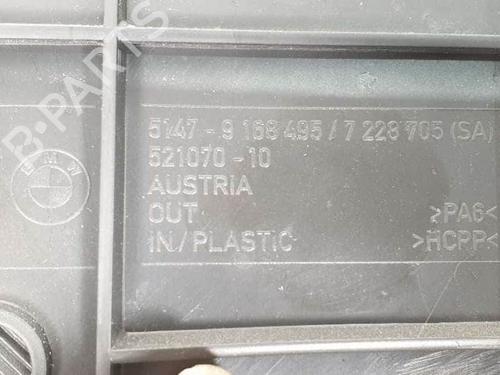 B-PARTS
BMW
5147 - 9 168 495 / 7 228 705 (SA)
521070 - 10
AUSTRIA
OUT >PA6<
IN / PLASTIC >HCPP<